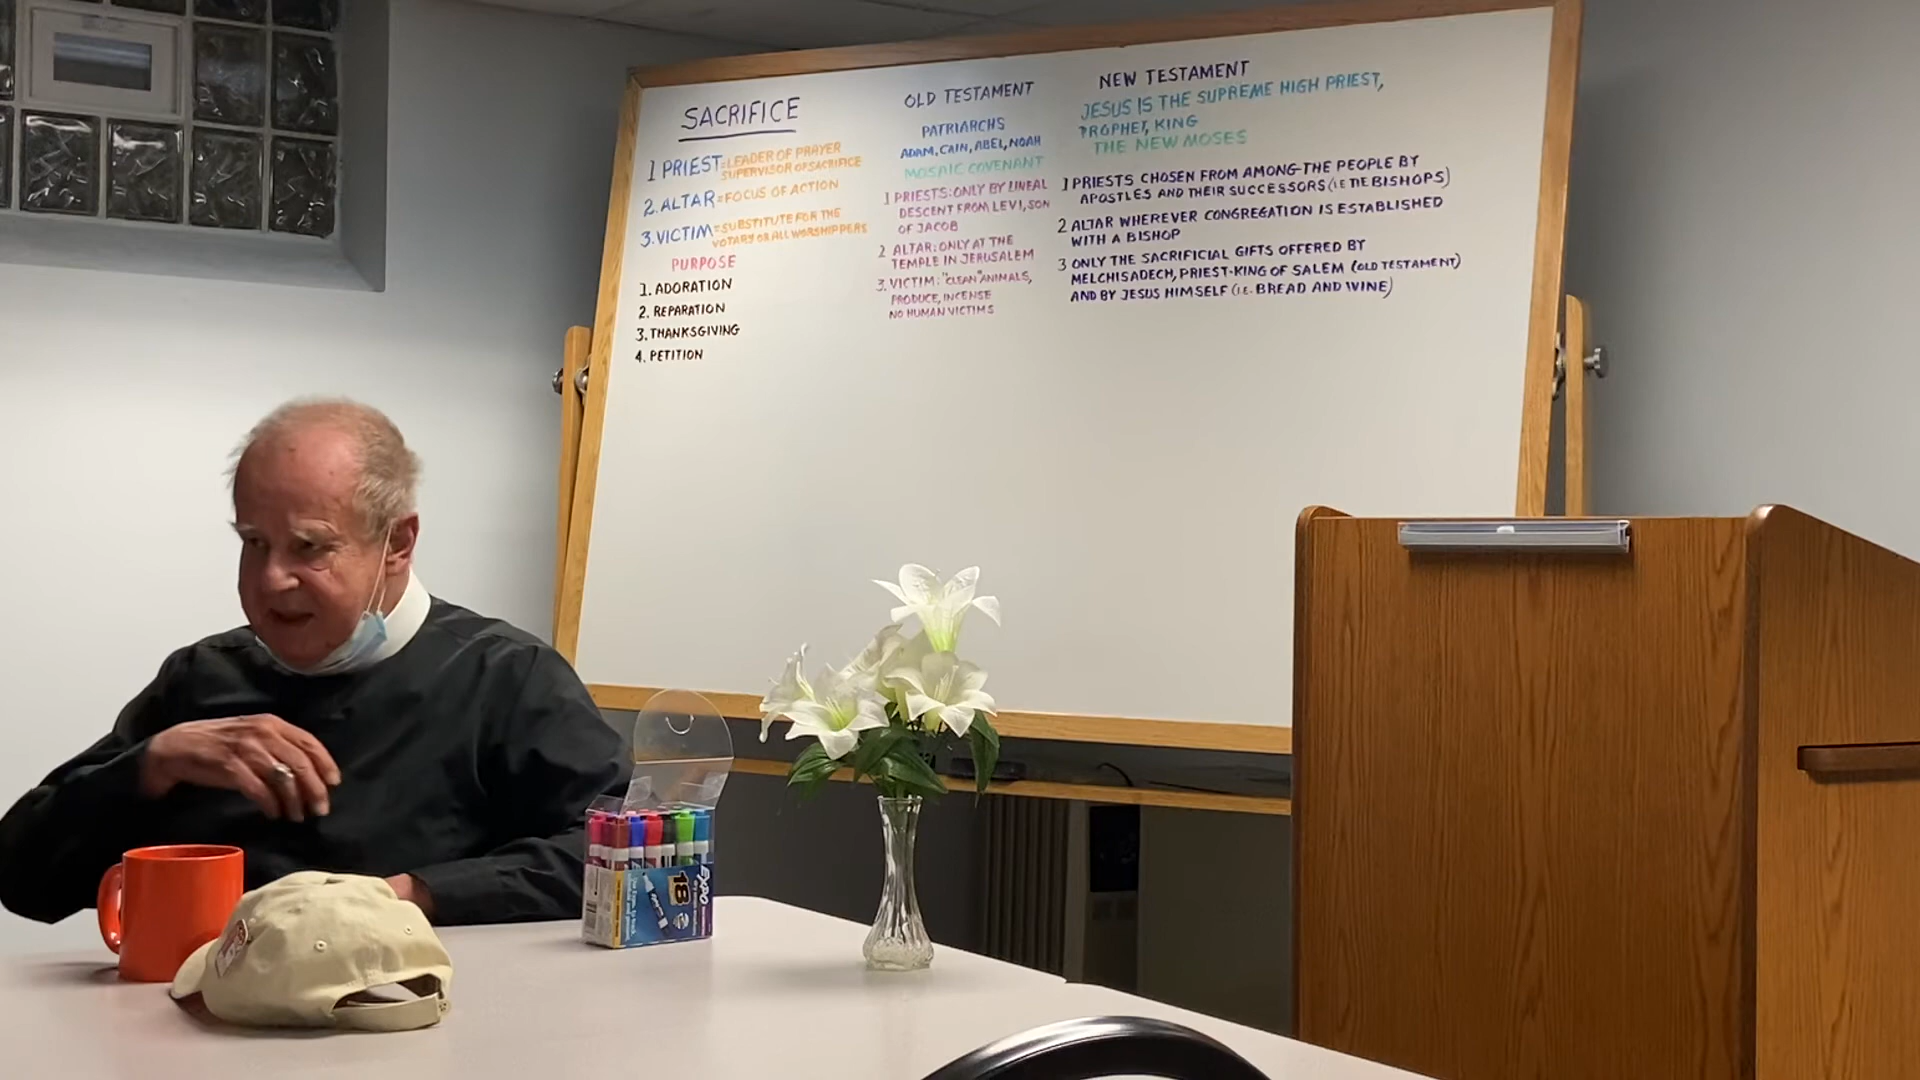 SACRIFICE
1 PRIEST=LEADER OF PRAYER
SUPERVISOR OF SACRIFICE
2. ALTAR=FOCUS OF ACTION
3. VICTIM=SUBSTITUTE FOR THE
VOTARY OR ALL WORSHIPPERS
PURPOSE
1. ADORATION
2. REPARATION
3. THANKSGIVING
4. PETITION
OLD TESTAMENT
PATRIARCHS
ADAM, CAIN, ABEL, NOAH
MOSAIC COVENANT
1 PRIESTS: ONLY BY LINEAL
DESCENT FROM LEVI, SON
OF JACOB
2 ALTAR: ONLY AT THE
TEMPLE IN JERUSALEM
3. VICTIM: "CLEAN" ANIMALS,
PRODUCE, INCENSE
NO HUMAN VICTIMS
NEW TESTAMENT
JESUS IS THE SUPREME HIGH PRIEST,
PROPHET, KING
THE NEW MOSES
1 PRIESTS CHOSEN FROM AMONG THE PEOPLE BY
APOSTLES AND THEIR SUCCESSORS (IE THE BISHOPS)
2 ALTAR WHEREVER CONGREGATION IS ESTABLISHED
WITH A BISHOP
3 ONLY THE SACRIFICIAL GIFTS OFFERED BY
MELCHISADECH, PRIEST-KING OF SALEM (OLD TESTAMENT)
AND BY JESUS HIMSELF (I.E. BREAD AND WINE)
EXPO
18